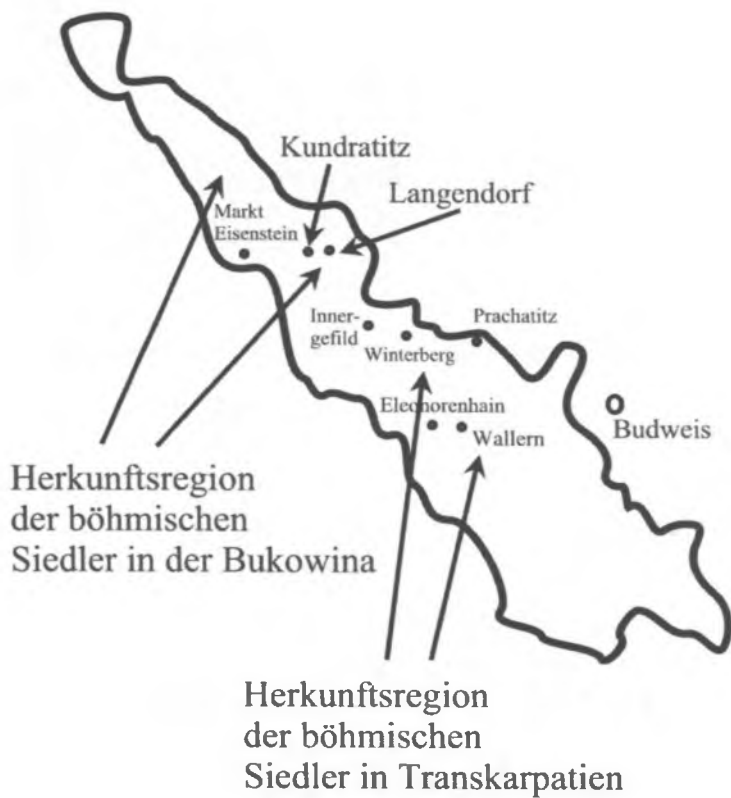 Kundratitz
Langendorf
Markt
Eisenstein
Inner-
gefild
Winterberg
Prachatitz
Eleonorenhain
Wallern
Budweis
Herkunftsregion
der böhmischen
Siedler in der Bukowina
Herkunftsregion
der böhmischen
Siedler in Transkarpatien